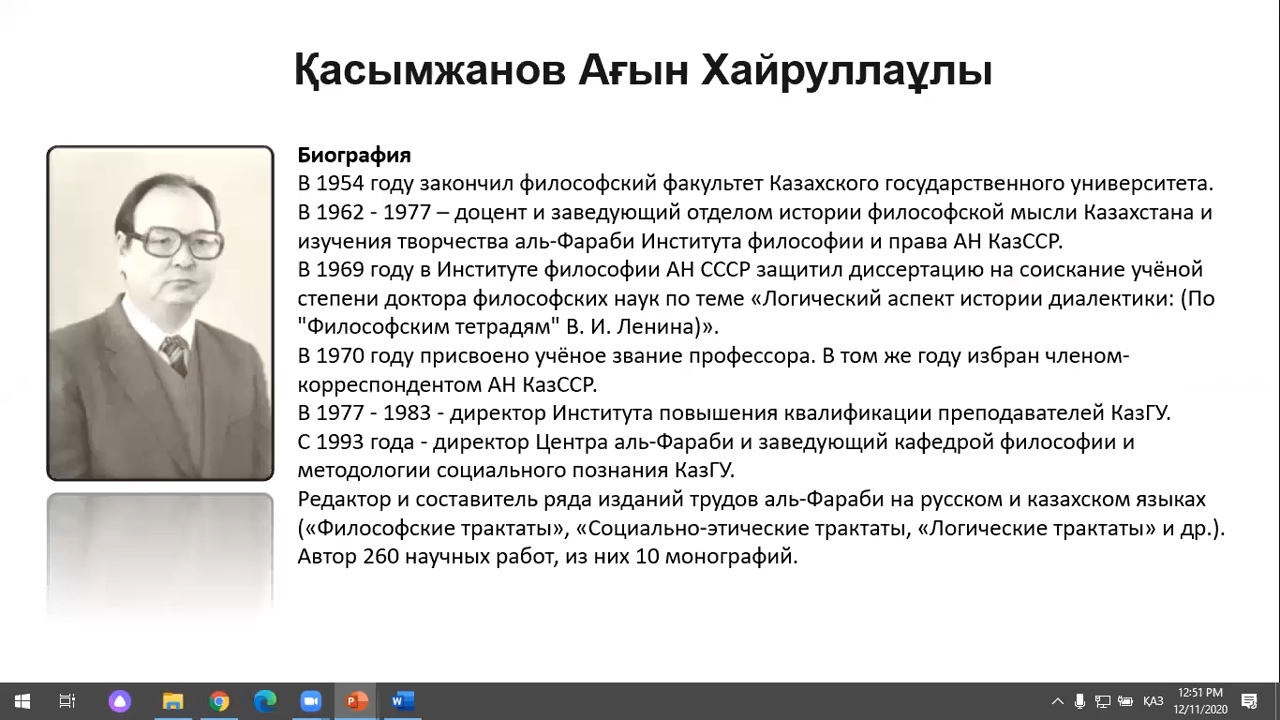 Қасымжанов Ағын Хайруллаұлы
Биография
В 1954 году закончил философский факультет Казахского государственного университета.
В 1962 - 1977 – доцент и заведующий отделом истории философской мысли Казахстана и
изучения творчества аль-Фараби Института философии и права АН КазССР.
В 1969 году в Институте философии АН СССР защитил диссертацию на соискание учёной
степени доктора философских наук по теме «Логический аспект истории диалектики: (По
"Философским тетрадям" В. И. Ленина)».
В 1970 году присвоено учёное звание профессора. В том же году избран членом-
корреспондентом АН КазССР.
В 1977 - 1983 - директор Института повышения квалификации преподавателей КазГУ.
С 1993 года - директор Центра аль-Фараби и заведующий кафедрой философии и
методологии социального познания КазГУ.
Редактор и составитель ряда изданий трудов аль-Фараби на русском и казахском языках
(«Философские трактаты», «Социально-этические трактаты, «Логические трактаты» и др.).
Автор 260 научных работ, из них 10 монографий.
ҚАЗ
12:51 PM
12/11/2020